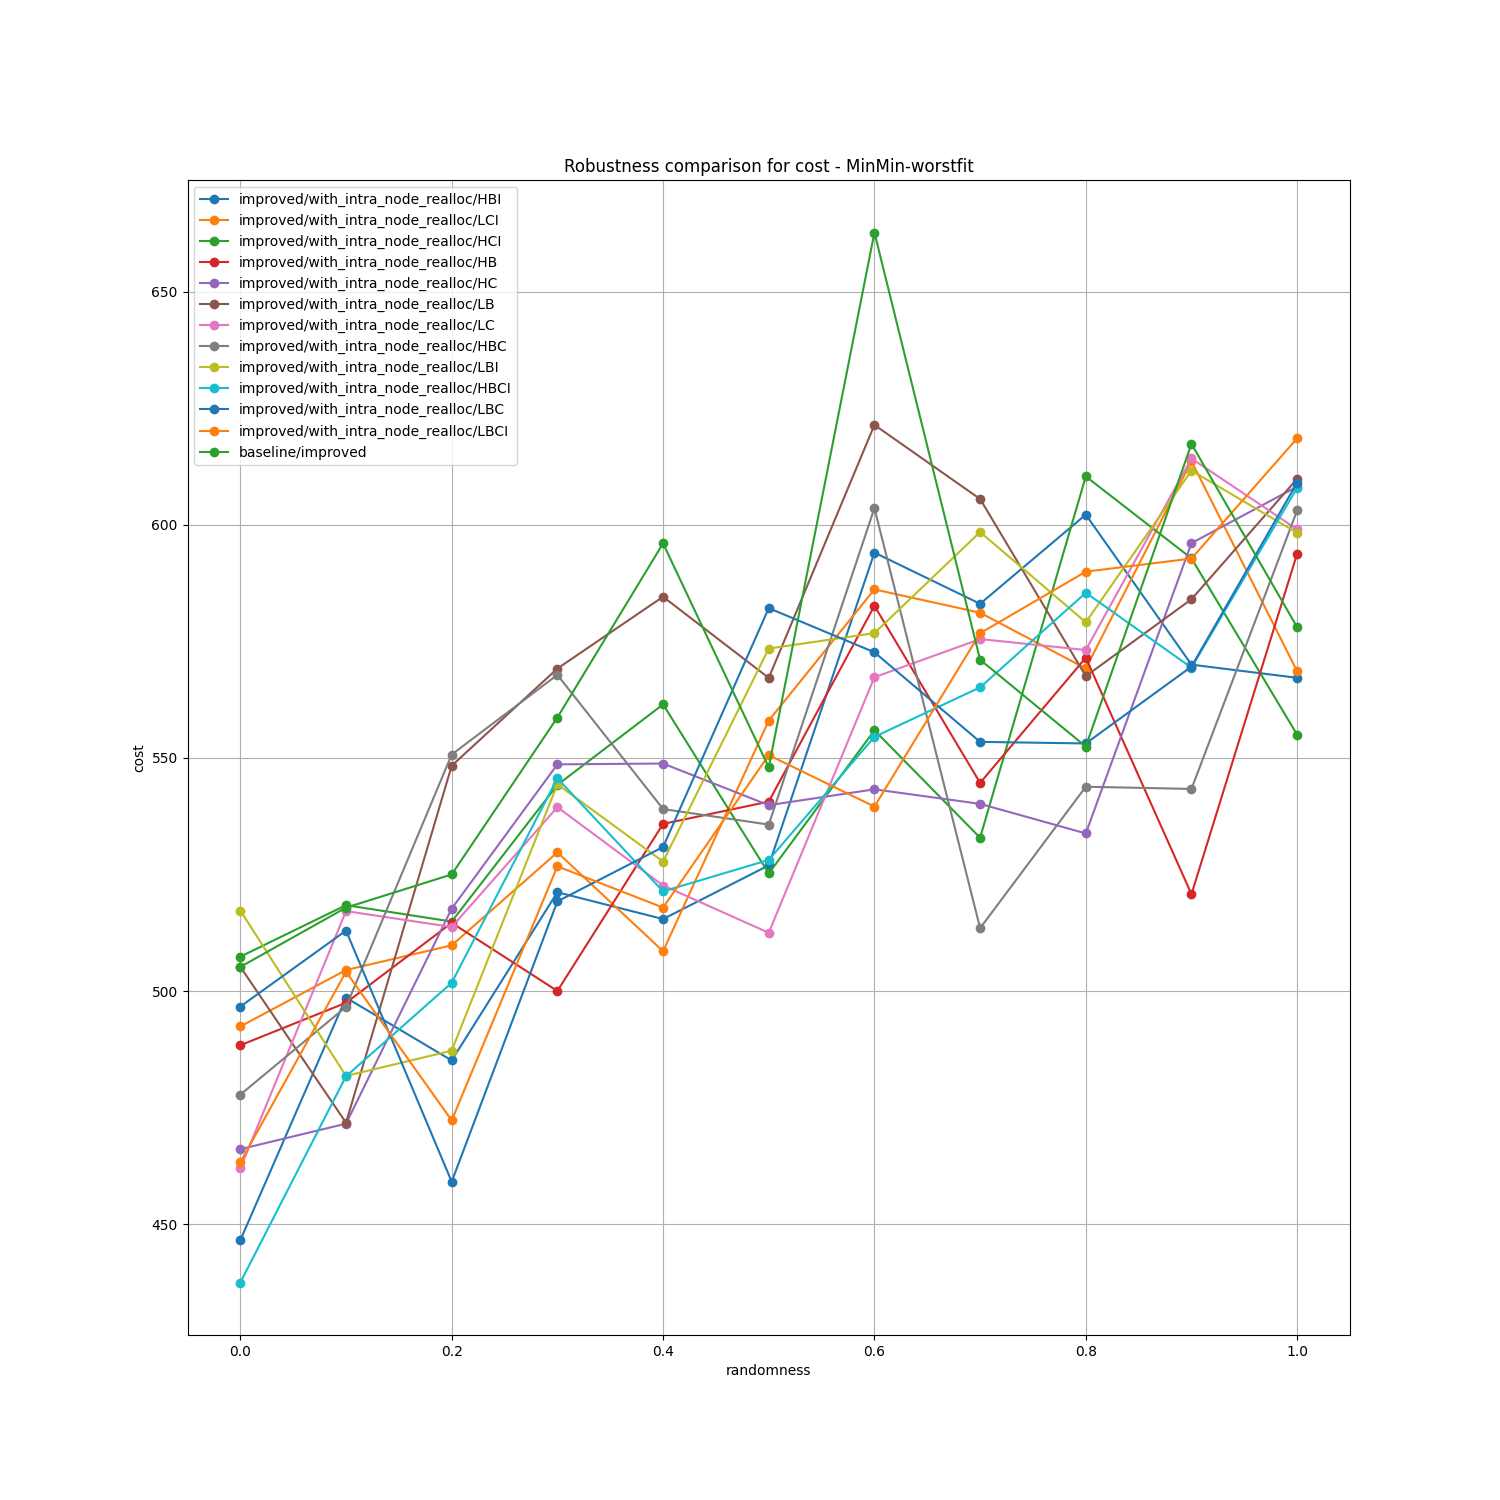 Robustness comparison for cost - MinMin-worstfit
improved/with_intra_node_realloc/HBI
improved/with_intra_node_realloc/LCI
improved/with_intra_node_realloc/HCI
improved/with_intra_node_realloc/HB
improved/with_intra_node_realloc/HC
improved/with_intra_node_realloc/LB
improved/with_intra_node_realloc/LC
improved/with_intra_node_realloc/HBC
improved/with_intra_node_realloc/LBI
improved/with_intra_node_realloc/HBCI
improved/with_intra_node_realloc/LBC
improved/with_intra_node_realloc/LBCI
baseline/improved
650
600
550
500
450
cost
0.0 0.2 0.4 0.6 0.8 1.0
randomness